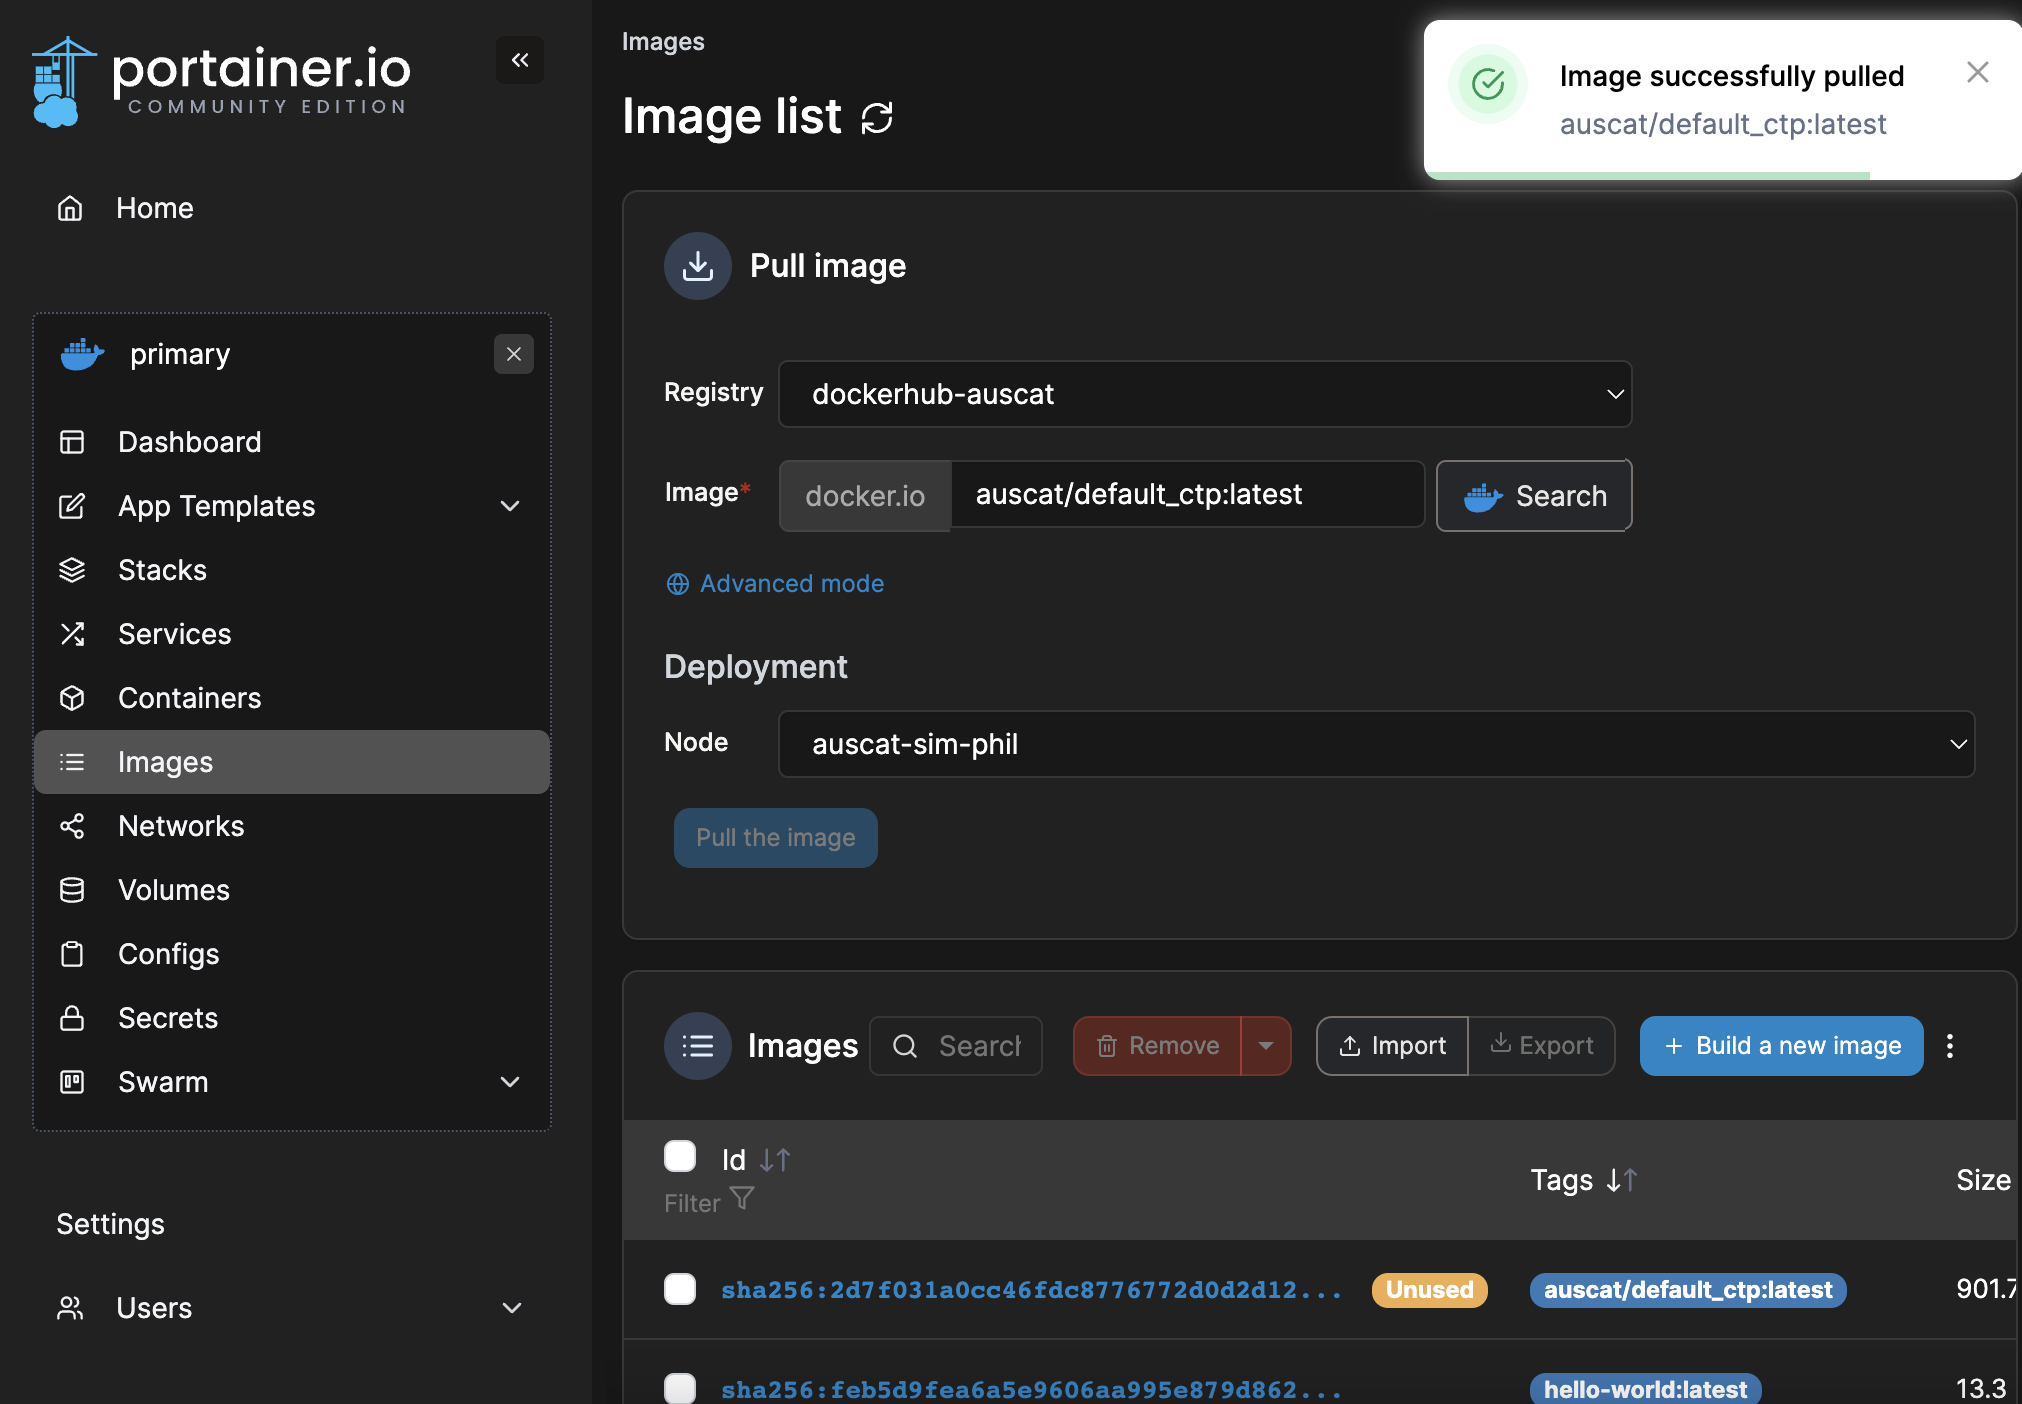 portainer.io
COMMUNITY EDITION
Home
primary
Dashboard
App Templates
Stacks
Services
Containers
Images
Networks
Volumes
Configs
Secrets
Swarm
Settings
Users
Images
Image list
Image successfully pulled
auscat/default_ctp:latest
Pull image
Registry dockerhub-auscat
Image* docker.io auscat/default_ctp:latest Search
Advanced mode
Deployment
Node auscat-sim-phil
Pull the image
Images Search Remove Import Export + Build a new image
Id Tags Size
Filter
sha256:2d7f031a0cc46fdc8776772d0d2d12... Unused auscat/default_ctp:latest 901.7
sha256:feb5d9fea6a5e9606aa995e879d862... hello-world:latest 13.3